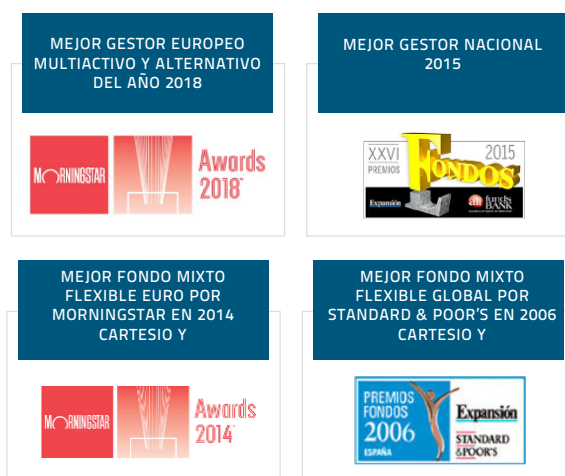 MEJOR GESTOR EUROPEO
MULTIACTIVO Y ALTERNATIVO
DEL AÑO 2018
MORNINGSTAR
Awards
2018
MEJOR GESTOR NACIONAL
2015
XXVI
PREMIOS
FONDOS
2015
Expansión
funds
BANK
MEJOR FONDO MIXTO
FLEXIBLE EURO POR
MORNINGSTAR EN 2014
CARTESIO Y
MORNINGSTAR
Awards
2014
MEJOR FONDO MIXTO
FLEXIBLE GLOBAL POR
STANDARD & POOR'S EN 2006
CARTESIO Y
PREMIOS
FONDOS
2006
ESPAÑA
Expansión
STANDARD
&POOR'S